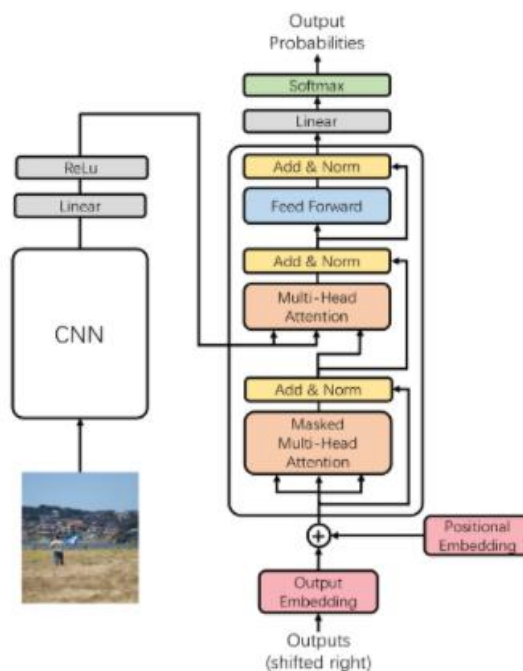 Output
Probabilities
Softmax
Linear
Add & Norm
Feed Forward
Add & Norm
Multi-Head
Attention
Add & Norm
Masked
Multi-Head
Attention
Positional
Embedding
Output
Embedding
Outputs
(shifted right)
ReLu
Linear
CNN